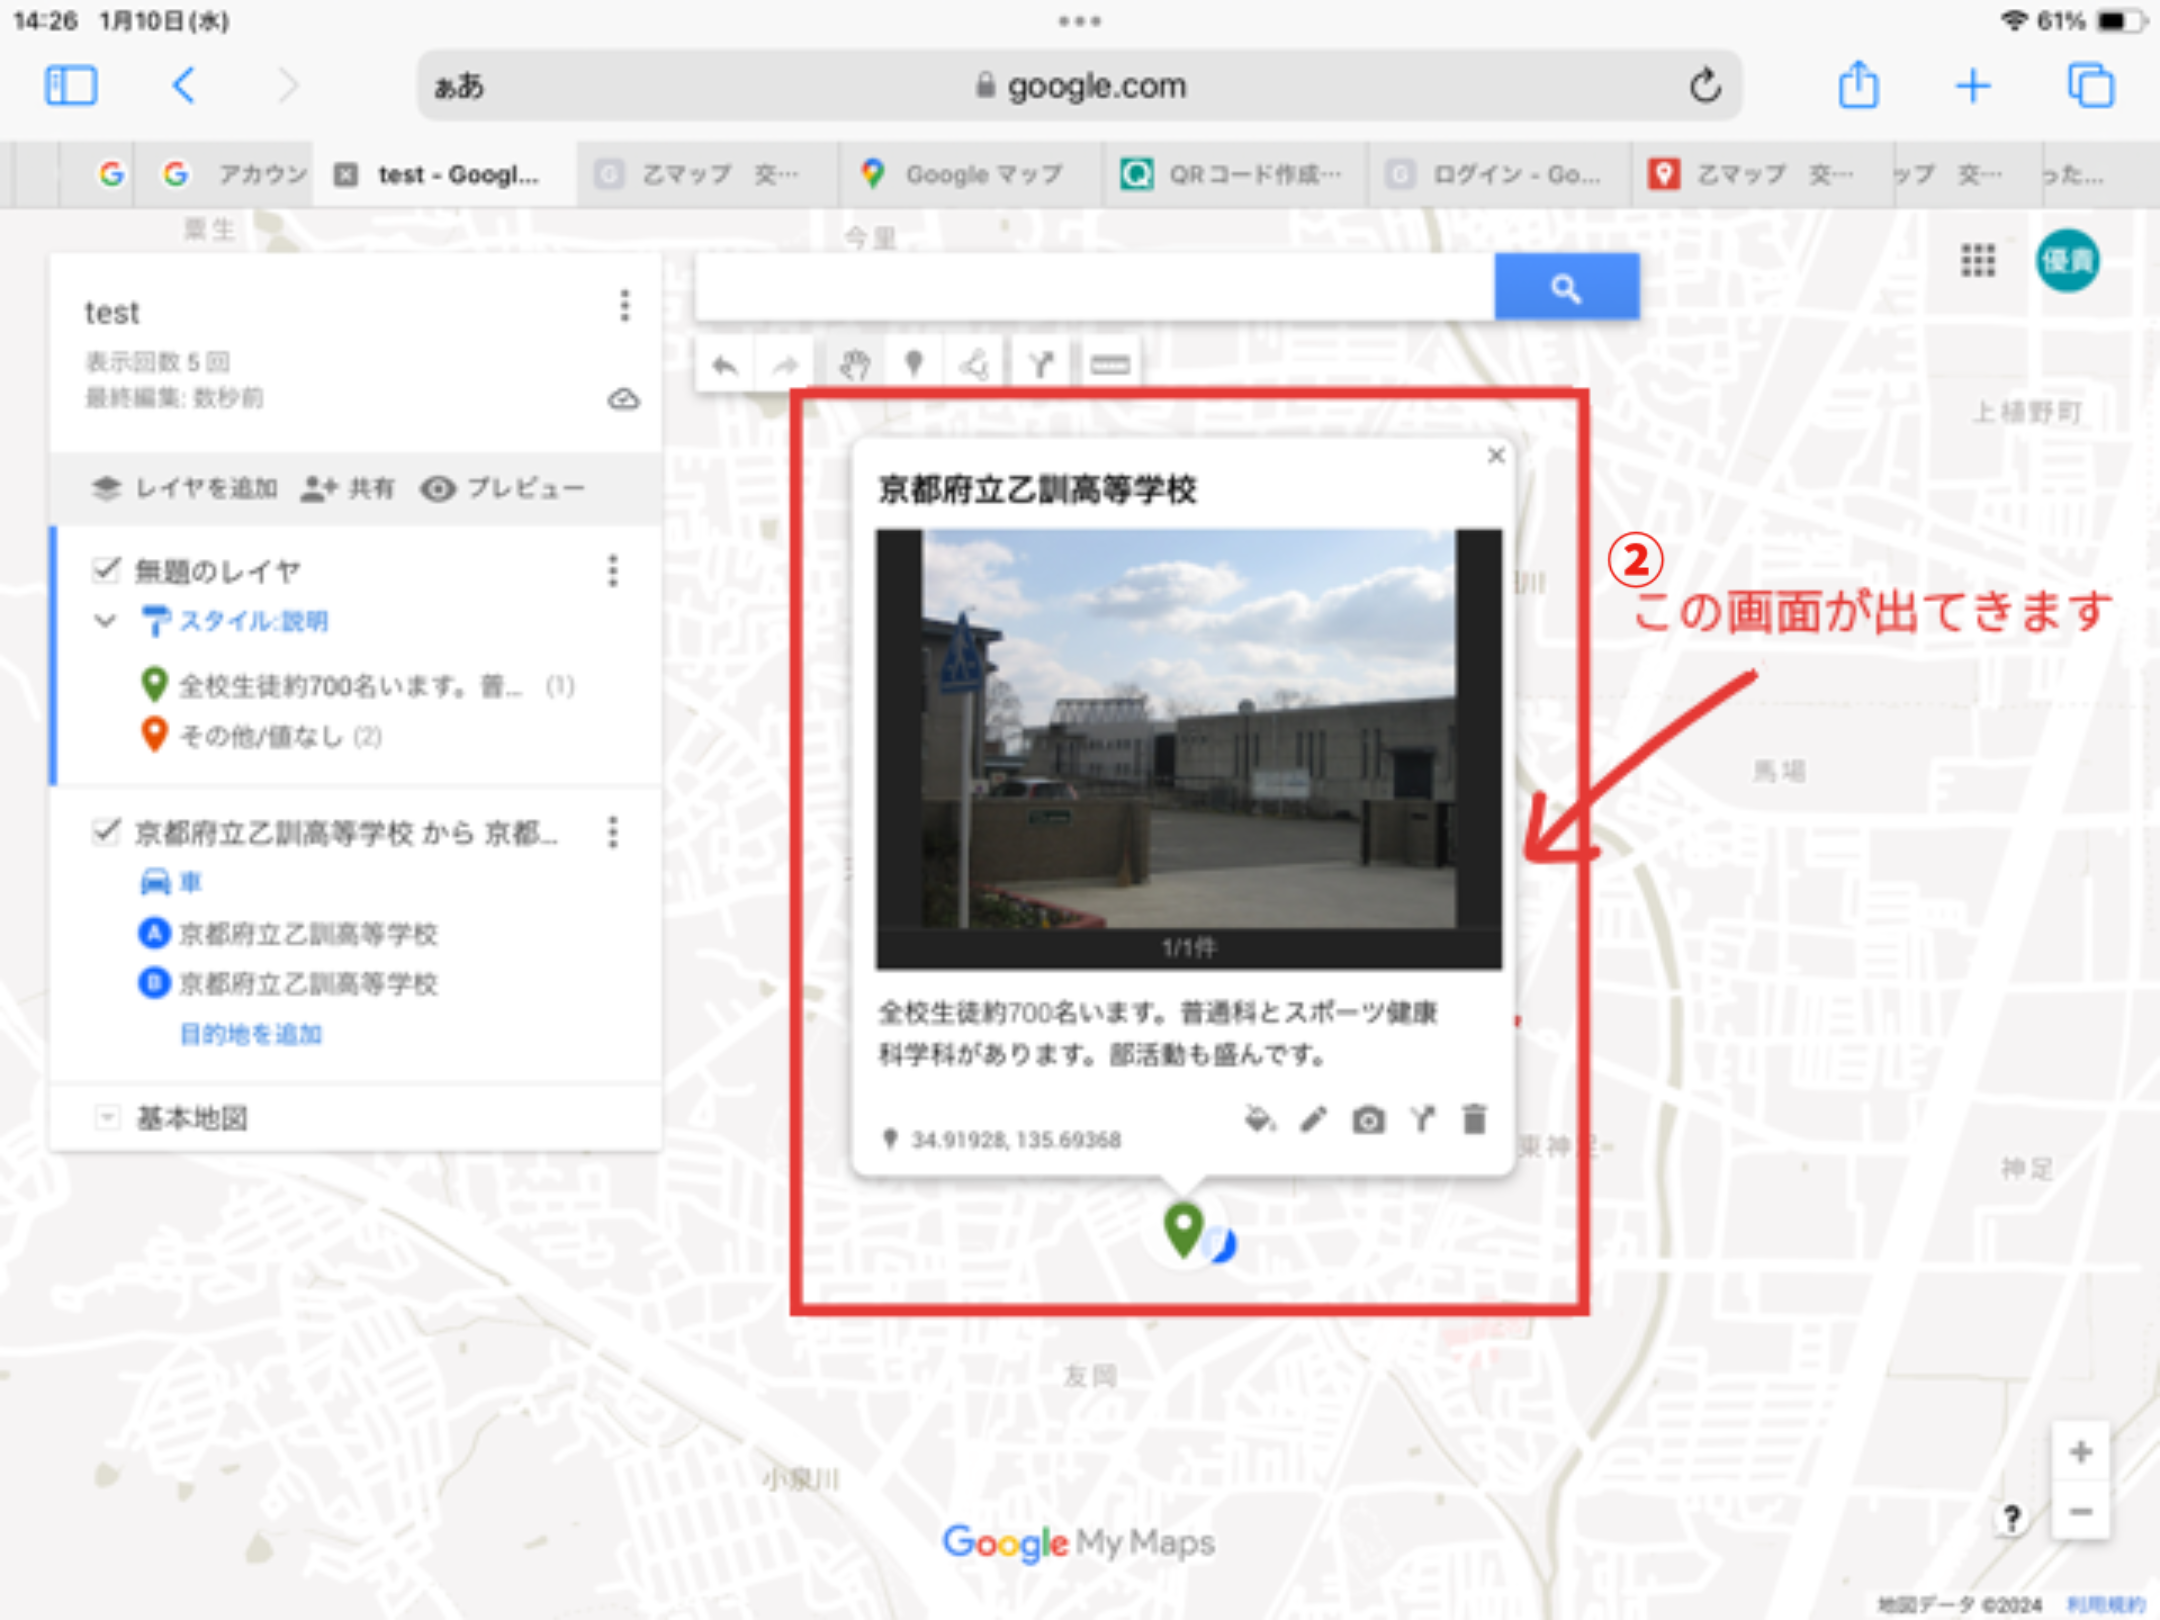 14:26 1月10日(水)
61%
ぁあ
google.com
アカウン
test - Googl...
乙マップ 交…
Google マップ
QRコード作成…
ログイン - Go...
乙マップ 交…
ップ 交…
った...
粟生
今里
優貴
test
表示回数 5 回
最終編集: 数秒前
レイヤを追加 共有 プレビュー
無題のレイヤ
スタイル:説明
全校生徒約700名います。普... (1)
その他/値なし (2)
京都府立乙訓高等学校 から 京都...
車
A 京都府立乙訓高等学校
B 京都府立乙訓高等学校
目的地を追加
基本地図
上植野町
京都府立乙訓高等学校
1/1件
全校生徒約700名います。普通科とスポーツ健康
科学科があります。部活動も盛んです。
34.91928, 135.69368
②
この画面が出てきます
馬場
東神足
神足
友岡
小泉川
Google My Maps
地図データ ©2024 利用規約